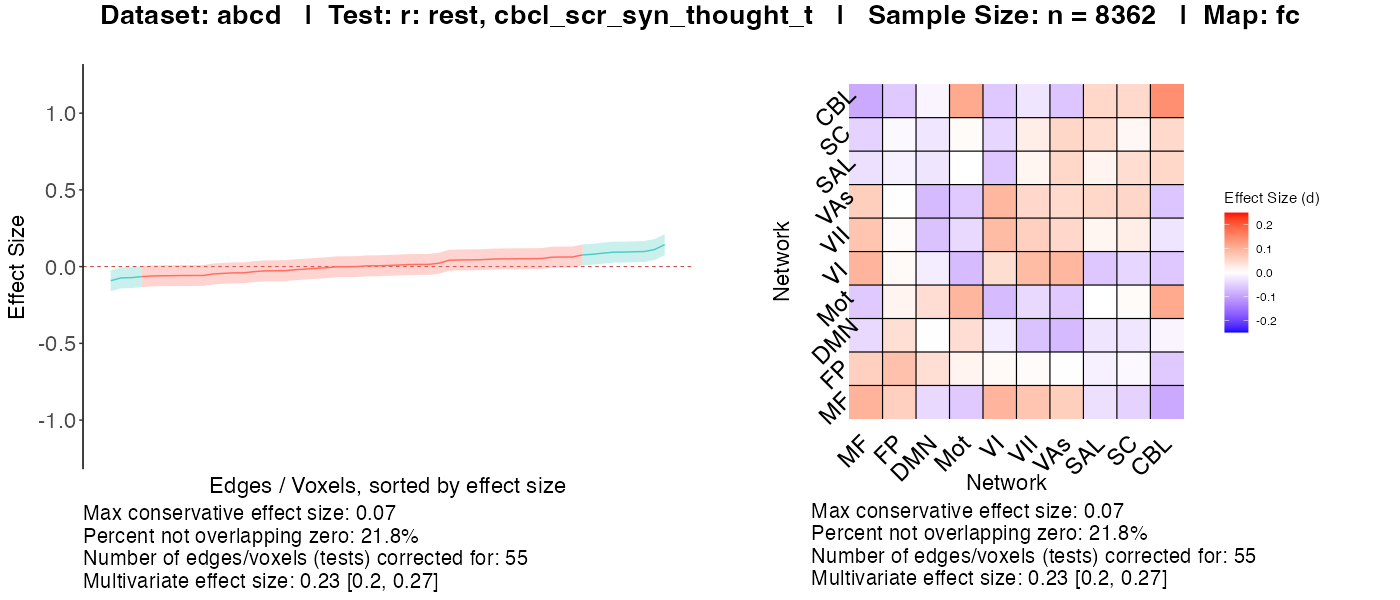 Dataset: abcd   |   Test: r: rest, cbcl_scr_syn_thought_t   |   Sample Size: n = 8362   |   Map: fc
Effect Size
1.0
0.5
0.0
-0.5
-1.0
Edges / Voxels, sorted by effect size
Max conservative effect size: 0.07
Percent not overlapping zero: 21.8%
Number of edges/voxels (tests) corrected for: 55
Multivariate effect size: 0.23 [0.2, 0.27]
Network
CBL
SC
SAL
VAs
VII
VI
Mot
DMN
FP
MF
MF
FP
DMN
Mot
VI
VII
VAs
SAL
SC
CBL
Network
Effect Size (d)
0.2
0.1
0.0
-0.1
-0.2
Max conservative effect size: 0.07
Percent not overlapping zero: 21.8%
Number of edges/voxels (tests) corrected for: 55
Multivariate effect size: 0.23 [0.2, 0.27]